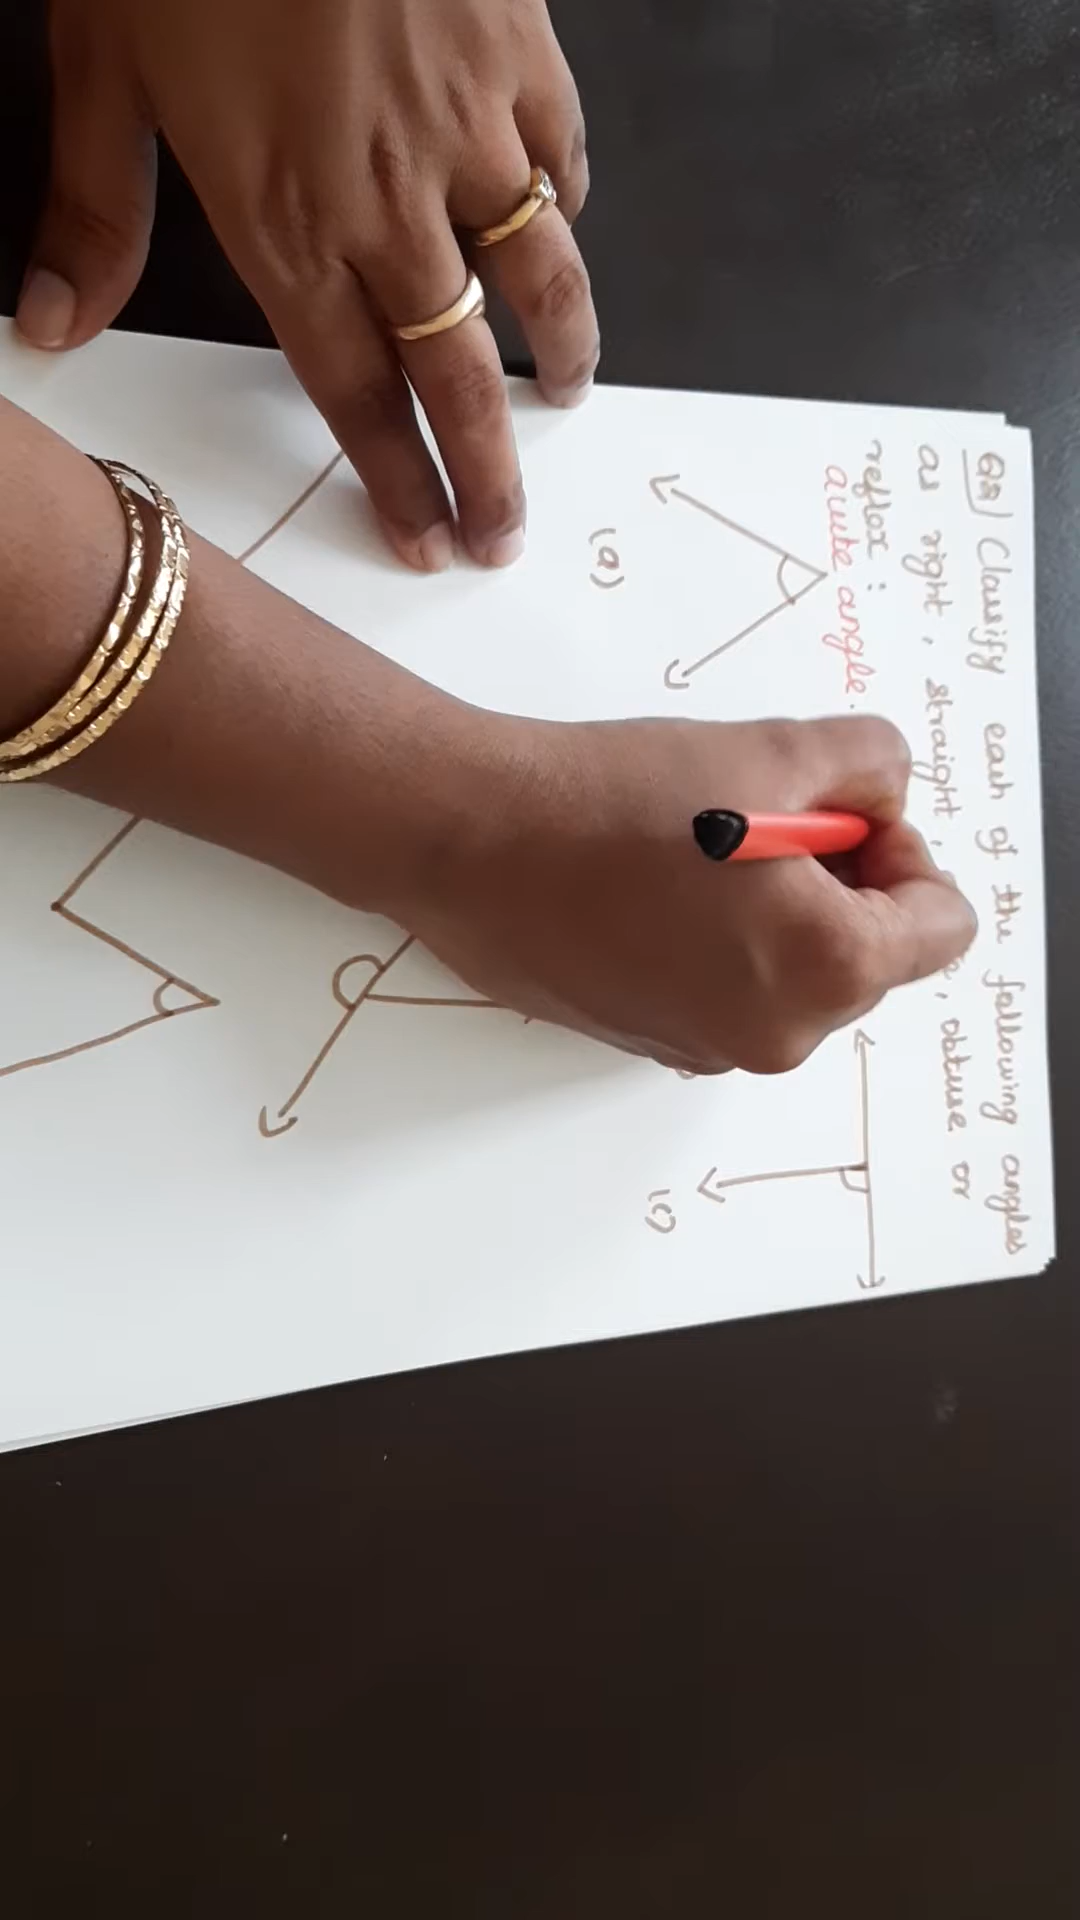 Q8) Classify each of the following angles
as right, straight, , obtuse or
reflex :
acute angle.
(a)
(c)